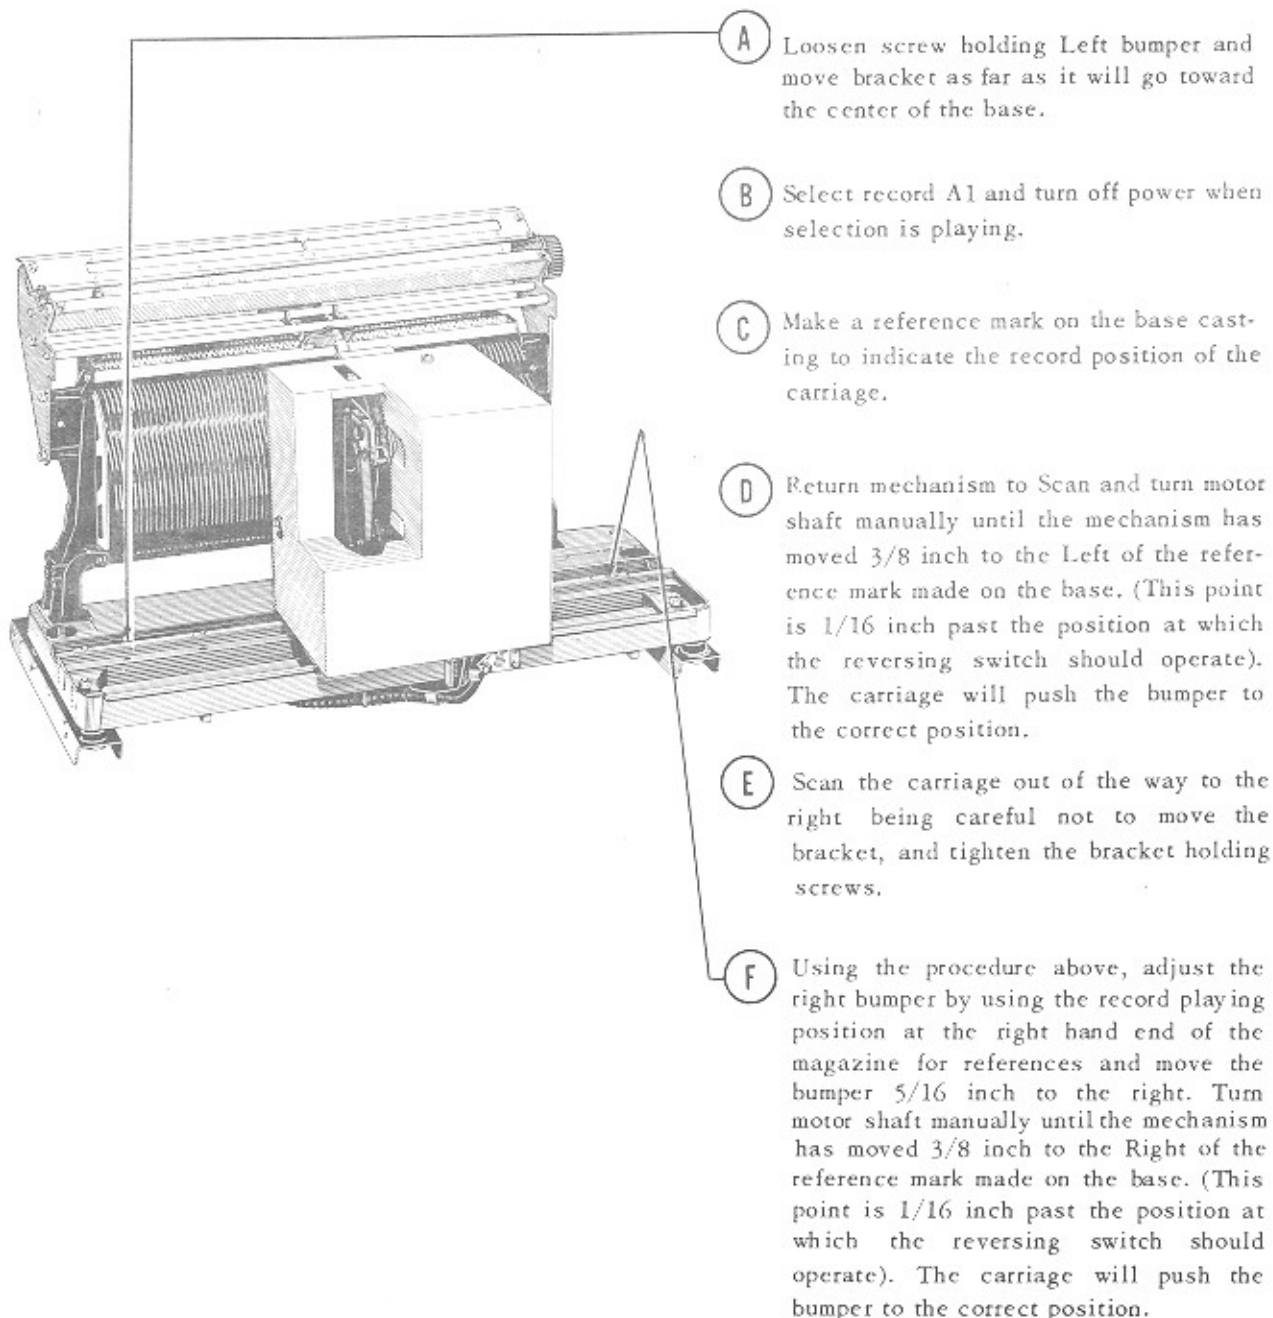 A
Loosen screw holding Left bumper and
move bracket as far as it will go toward
the center of the base.
B
Select record A1 and turn off power when
selection is playing.
C
Make a reference mark on the base cast-
ing to indicate the record position of the
carriage.
D
Return mechanism to Scan and turn motor
shaft manually until the mechanism has
moved 3/8 inch to the Left of the refer-
ence mark made on the base. (This point
is 1/16 inch past the position at which
the reversing switch should operate).
The carriage will push the bumper to
the correct position.
E
Scan the carriage out of the way to the
right being careful not to move the
bracket, and tighten the bracket holding
screws.
F
Using the procedure above, adjust the
right bumper by using the record playing
position at the right hand end of the
magazine for references and move the
bumper 5/16 inch to the right. Turn
motor shaft manually until the mechanism
has moved 3/8 inch to the Right of the
reference mark made on the base. (This
point is 1/16 inch past the position at
which the reversing switch should
operate). The carriage will push the
bumper to the correct position.